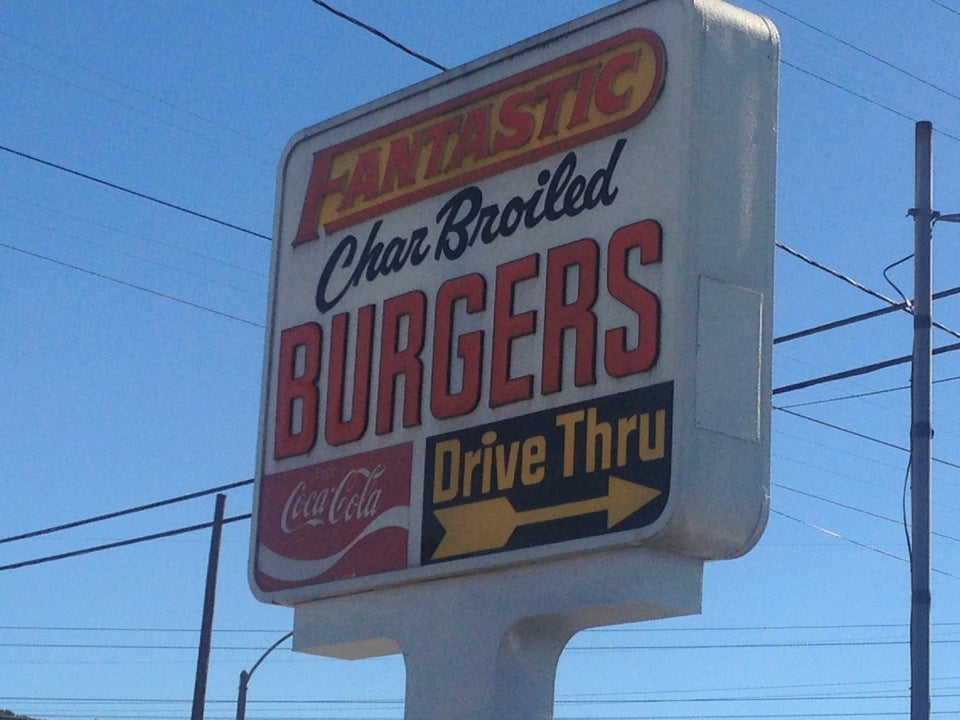 FANTASTIC
Char Broiled
BURGERS
Coca-Cola
Drive Thru